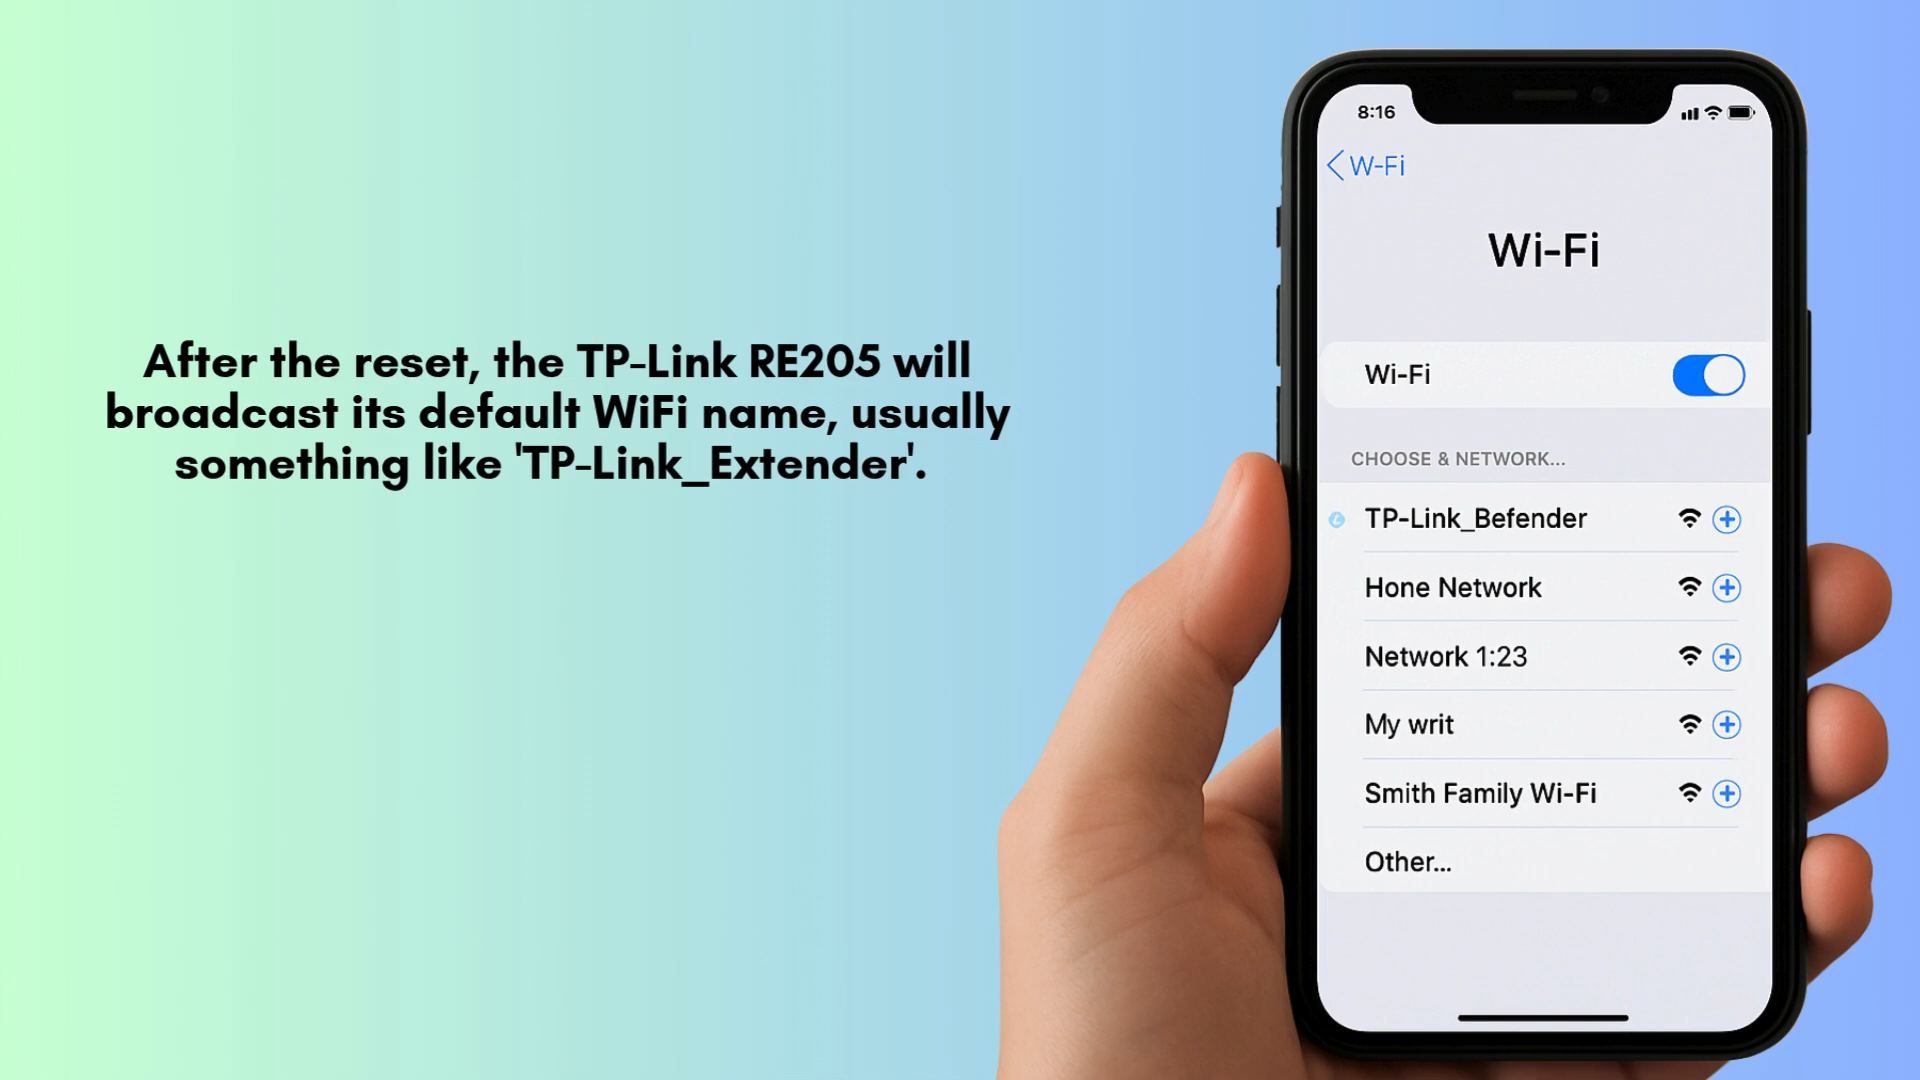 After the reset, the TP-Link RE205 will
broadcast its default WiFi name, usually
something like 'TP-Link_Extender'.
8:16
W-Fi
Wi-Fi
Wi-Fi
CHOOSE & NETWORK...
TP-Link_Befender
Hone Network
Network 1:23
My writ
Smith Family Wi-Fi
Other...